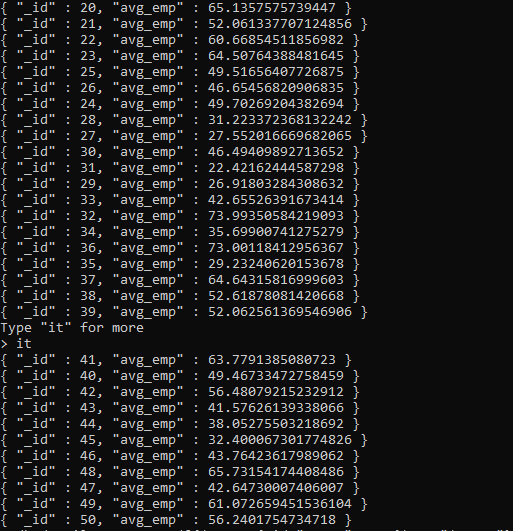 { "_id" : 20, "avg_emp" : 65.1357575739447 }
{ "_id" : 21, "avg_emp" : 52.061337707124856 }
{ "_id" : 22, "avg_emp" : 60.66854511856982 }
{ "_id" : 23, "avg_emp" : 64.50764388481645 }
{ "_id" : 25, "avg_emp" : 49.51656407726875 }
{ "_id" : 26, "avg_emp" : 46.65456820906835 }
{ "_id" : 24, "avg_emp" : 49.70269204382694 }
{ "_id" : 28, "avg_emp" : 31.223372368132242 }
{ "_id" : 27, "avg_emp" : 27.552016669682065 }
{ "_id" : 30, "avg_emp" : 46.49409892713652 }
{ "_id" : 31, "avg_emp" : 22.42162444587298 }
{ "_id" : 29, "avg_emp" : 26.91803284308632 }
{ "_id" : 33, "avg_emp" : 42.65526391673414 }
{ "_id" : 32, "avg_emp" : 73.99350584219093 }
{ "_id" : 34, "avg_emp" : 35.69900741275279 }
{ "_id" : 36, "avg_emp" : 73.00118412956367 }
{ "_id" : 35, "avg_emp" : 29.23240620153678 }
{ "_id" : 37, "avg_emp" : 64.64315816999603 }
{ "_id" : 38, "avg_emp" : 52.61878081420668 }
{ "_id" : 39, "avg_emp" : 52.062561369546906 }
Type "it" for more
> it
{ "_id" : 41, "avg_emp" : 63.7791385080723 }
{ "_id" : 40, "avg_emp" : 49.46733472758459 }
{ "_id" : 42, "avg_emp" : 56.48079215232912 }
{ "_id" : 43, "avg_emp" : 41.57626139338066 }
{ "_id" : 44, "avg_emp" : 38.05275503218692 }
{ "_id" : 45, "avg_emp" : 32.400067301774826 }
{ "_id" : 46, "avg_emp" : 43.76423617989062 }
{ "_id" : 48, "avg_emp" : 65.73154174408486 }
{ "_id" : 47, "avg_emp" : 42.64730007406007 }
{ "_id" : 49, "avg_emp" : 61.072659451536104 }
{ "_id" : 50, "avg_emp" : 56.2401754734718 }